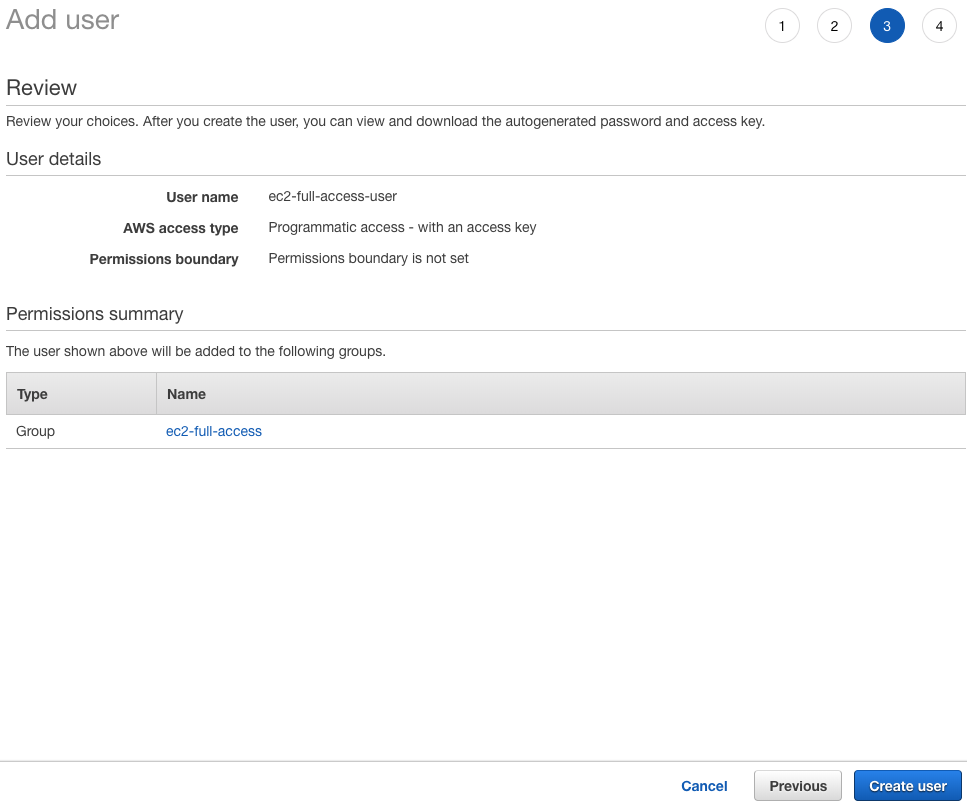 Add user
1 2 3 4
Review
Review your choices. After you create the user, you can view and download the autogenerated password and access key.
User details
User name ec2-full-access-user
AWS access type Programmatic access - with an access key
Permissions boundary Permissions boundary is not set
Permissions summary
The user shown above will be added to the following groups.
Type Name
Group ec2-full-access
Cancel Previous Create user